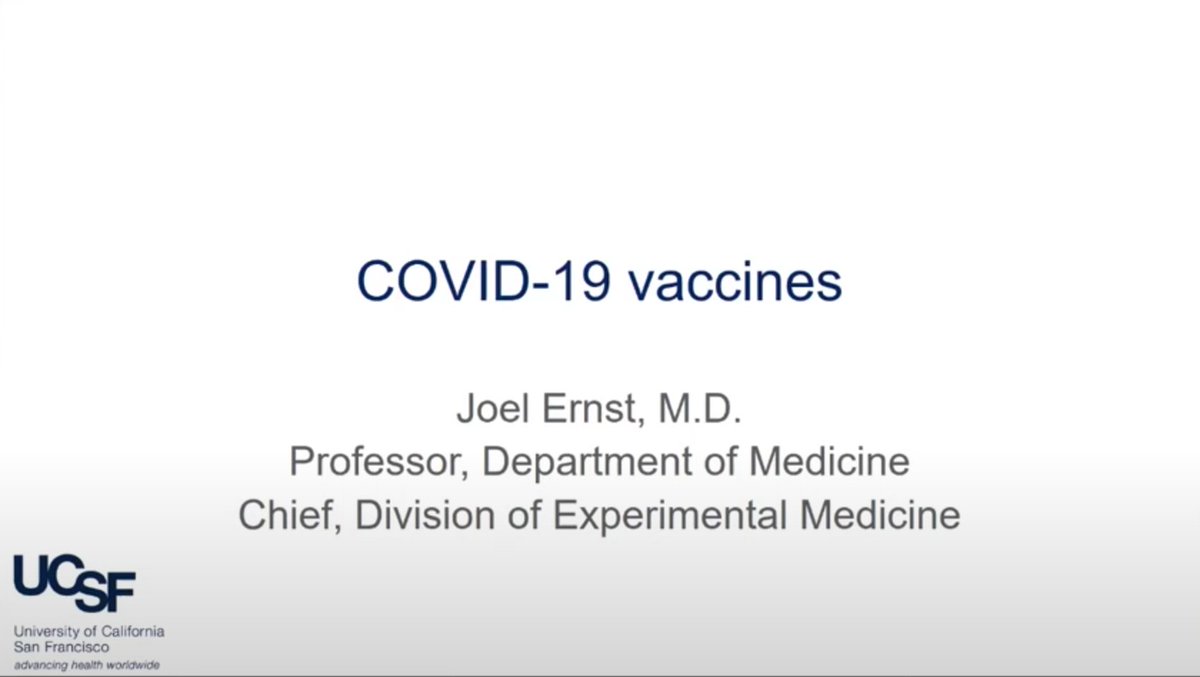 COVID-19 vaccines
Joel Ernst, M.D.
Professor, Department of Medicine
Chief, Division of Experimental Medicine
UCSF
University of California
San Francisco
advancing health worldwide